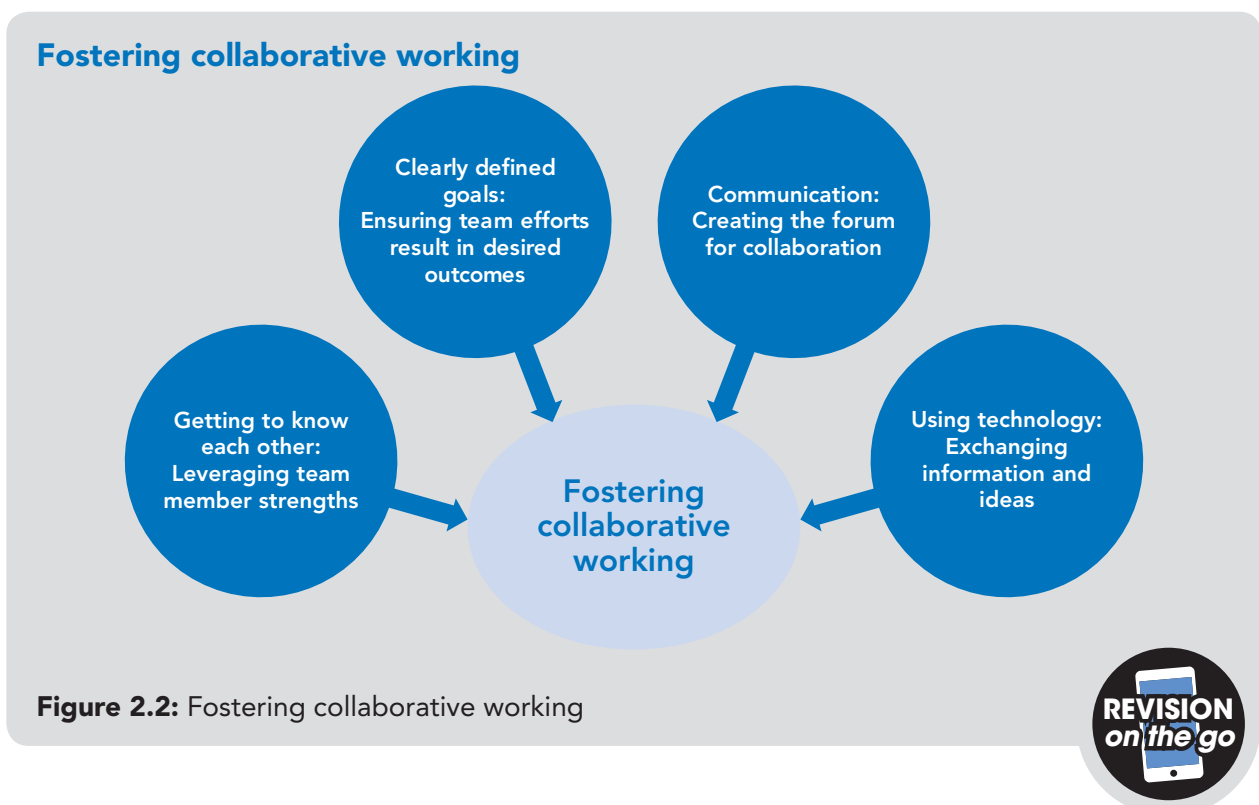 Fostering collaborative working
Clearly defined
goals:
Ensuring team efforts
result in desired
outcomes
Communication:
Creating the forum
for collaboration
Getting to know
each other:
Leveraging team
member strengths
Using technology:
Exchanging
information and
ideas
Fostering
collaborative
working
Figure 2.2: Fostering collaborative working
REVISION
on the go